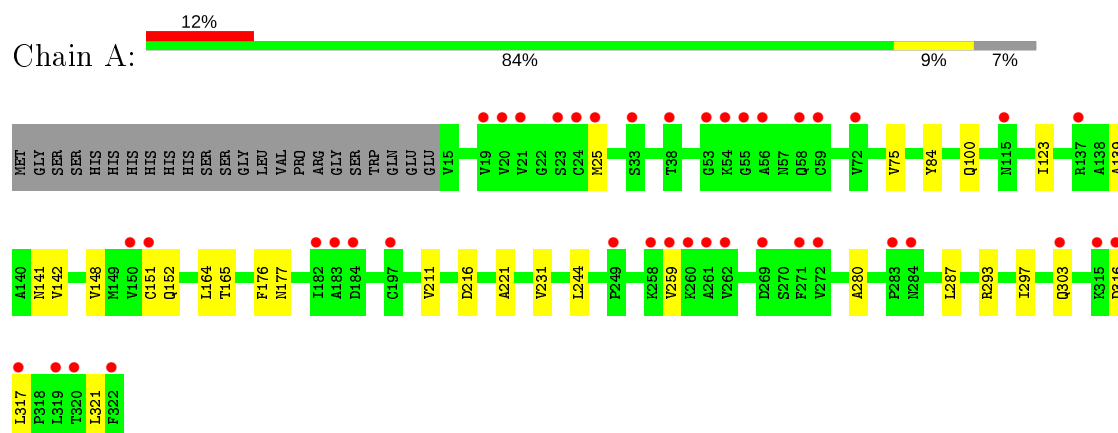 12%
Chain A:
84% 9% 7%
MET GLY SER SER HIS HIS HIS HIS HIS HIS SER SER GLY LEU VAL PRO ARG GLY SER TRP GLN GLU GLU V15 V19 V20 V21 G22 S23 C24 M25 S33 T38 G53 K54 G55 A56 N57 Q58 C59 V72 V75 Y84 Q100 N115 I123 R137 A138 A139
A140 N141 V142 V148 M149 V150 C151 Q152 L164 T165 F176 N177 I182 A183 D184 C197 V211 D216 A221 V231 L244 P249 K258 V259 K260 A261 V262 D269 S270 F271 V272 A280 P283 N284 L287 R293 I297 Q303 K315
L317 P318 L319 T320 L321 F322